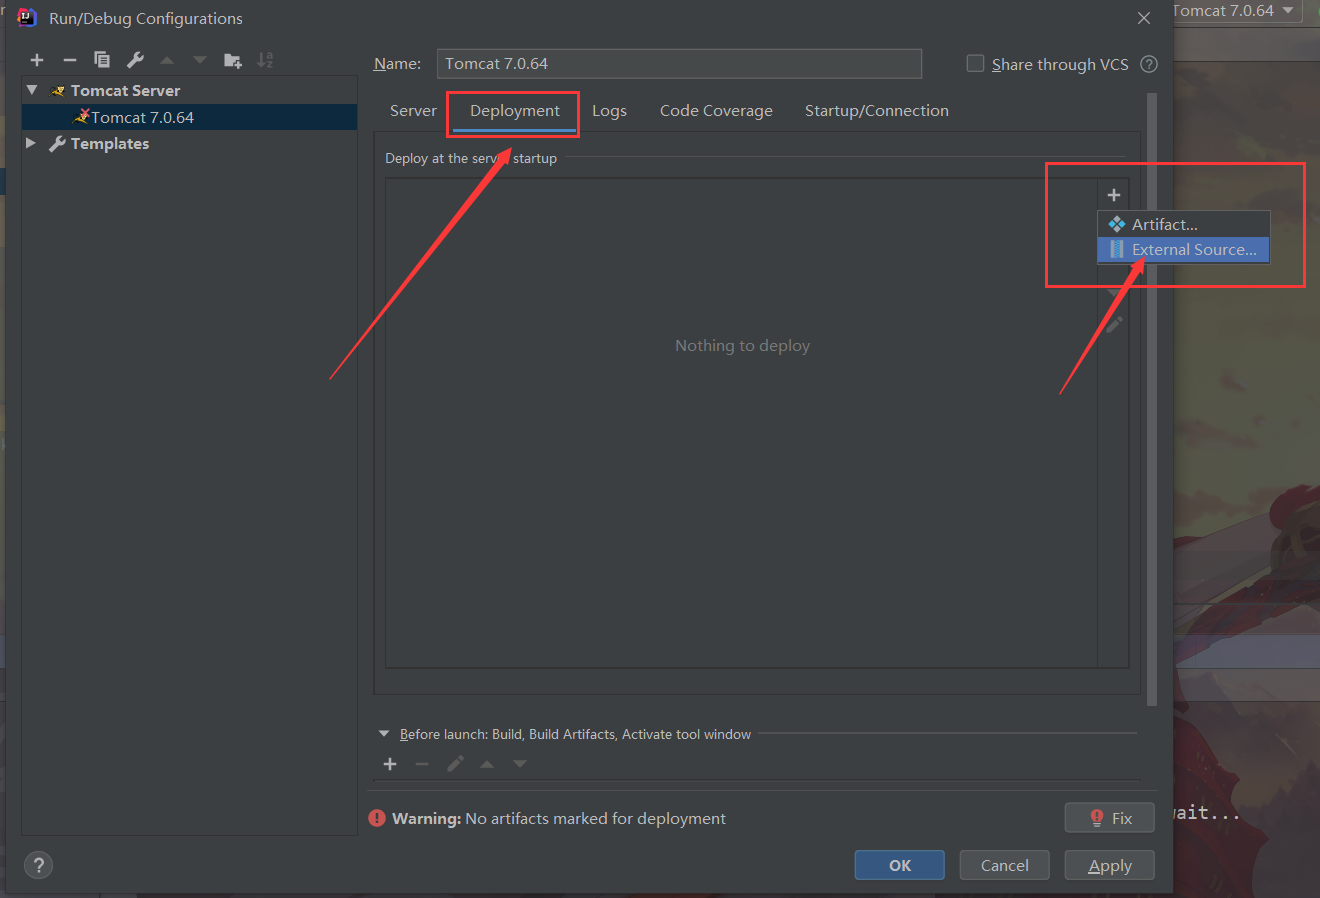 Run/Debug Configurations
Tomcat 7.0.64
Name: Tomcat 7.0.64
Share through VCS
Tomcat Server
Tomcat 7.0.64
Templates
Server Deployment Logs Code Coverage Startup/Connection
Deploy at the server startup
Artifact...
External Source...
Nothing to deploy
Before launch: Build, Build Artifacts, Activate tool window
Warning: No artifacts marked for deployment
Fix
wait...
OK Cancel Apply